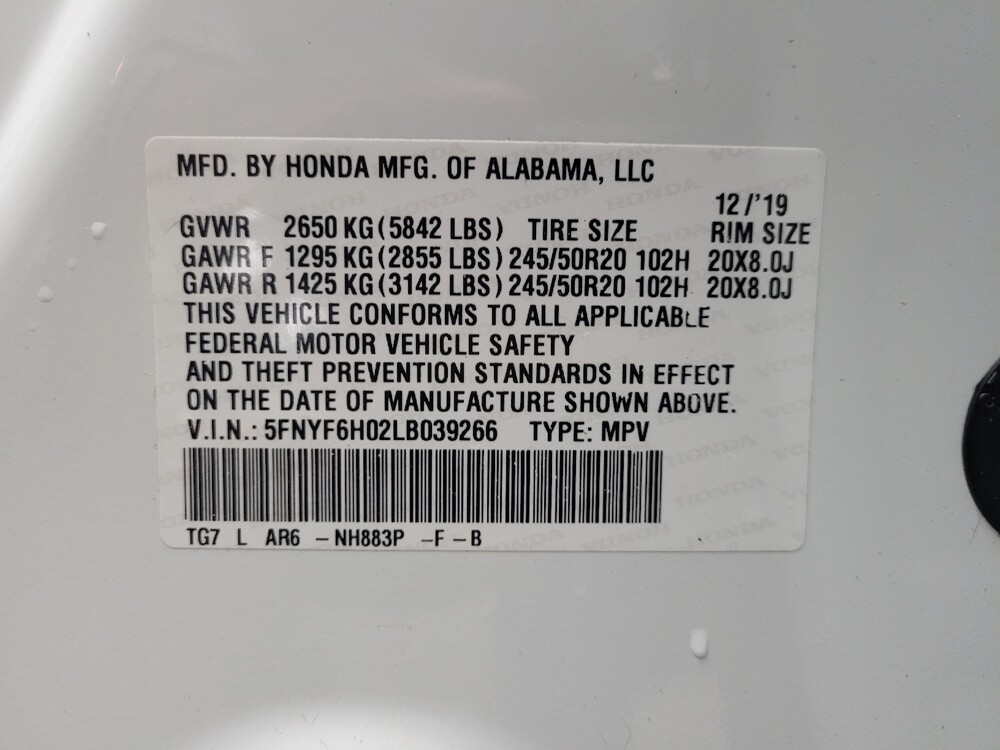 MFD. BY HONDA MFG. OF ALABAMA, LLC
12/'19
GVWR 2650 KG (5842 LBS) TIRE SIZE RIM SIZE
GAWR F 1295 KG (2855 LBS) 245/50R20 102H 20X8.0J
GAWR R 1425 KG (3142 LBS) 245/50R20 102H 20X8.0J
THIS VEHICLE CONFORMS TO ALL APPLICABLE
FEDERAL MOTOR VEHICLE SAFETY
AND THEFT PREVENTION STANDARDS IN EFFECT
ON THE DATE OF MANUFACTURE SHOWN ABOVE.
V.I.N.: 5FNYF6H02LB039266 TYPE: MPV
TG7 L AR6 – NH883P – F – B